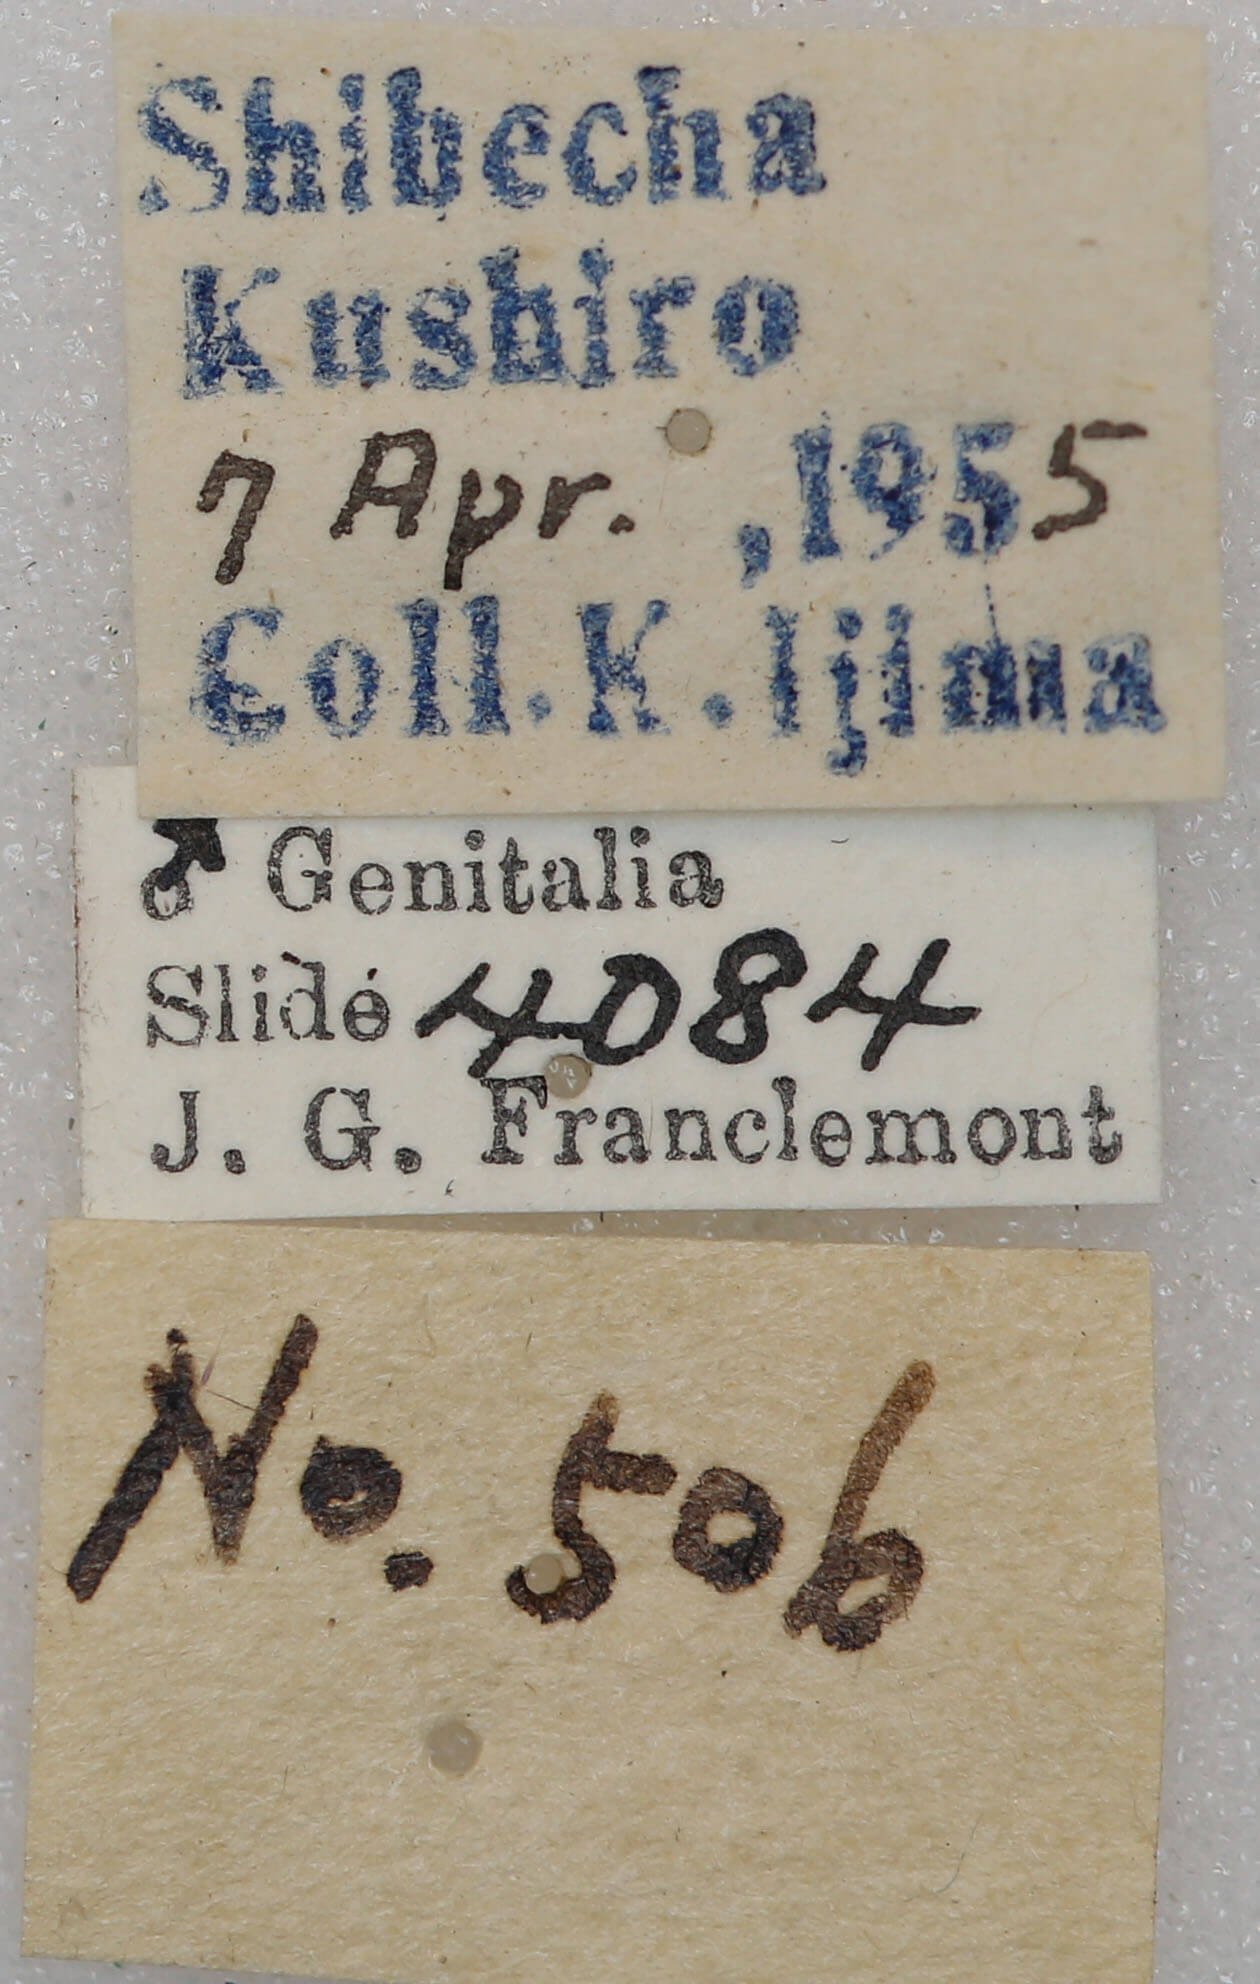 Shibecha
Kushiro
7 Apr. ,1955
Coll. K. Ijima
♂ Genitalia
Slide 4084
J. G. Franclemont
No. 506